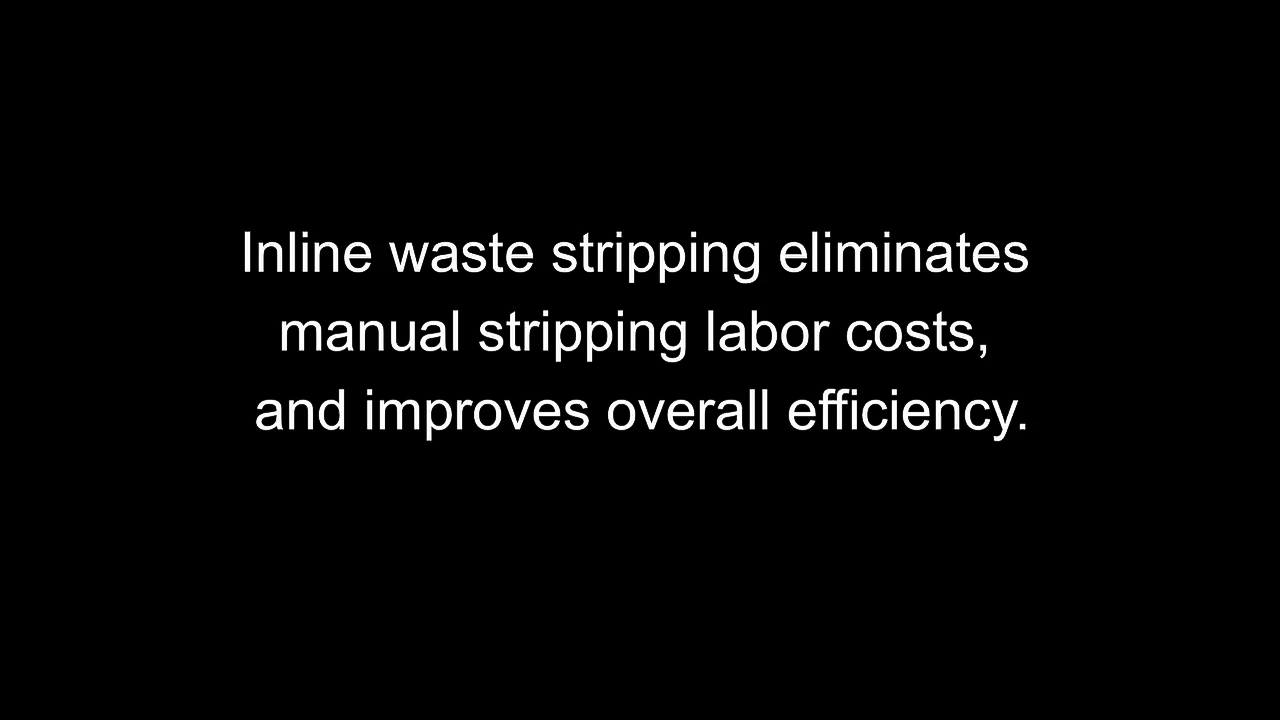 Inline waste stripping eliminates
manual stripping labor costs,
and improves overall efficiency.